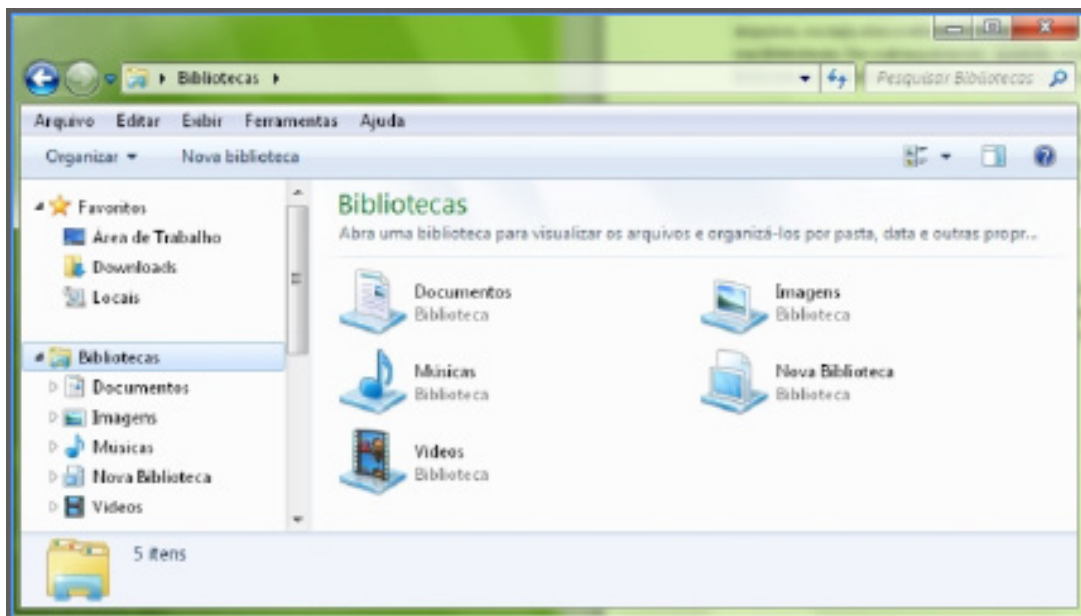 Bibliotecas
Pesquisar Bibliotecas
Arquivo Editar Exibir Ferramentas Ajuda
Organizar Nova biblioteca
Favoritos
Área de Trabalho
Downloads
Locais
Bibliotecas
Documentos
Imagens
Músicas
Nova Biblioteca
Vídeos
Bibliotecas
Abra uma biblioteca para visualizar os arquivos e organizá-los por pasta, data e outras propr...
Documentos
Biblioteca
Imagens
Biblioteca
Músicas
Biblioteca
Nova Biblioteca
Biblioteca
Vídeos
Biblioteca
5 itens